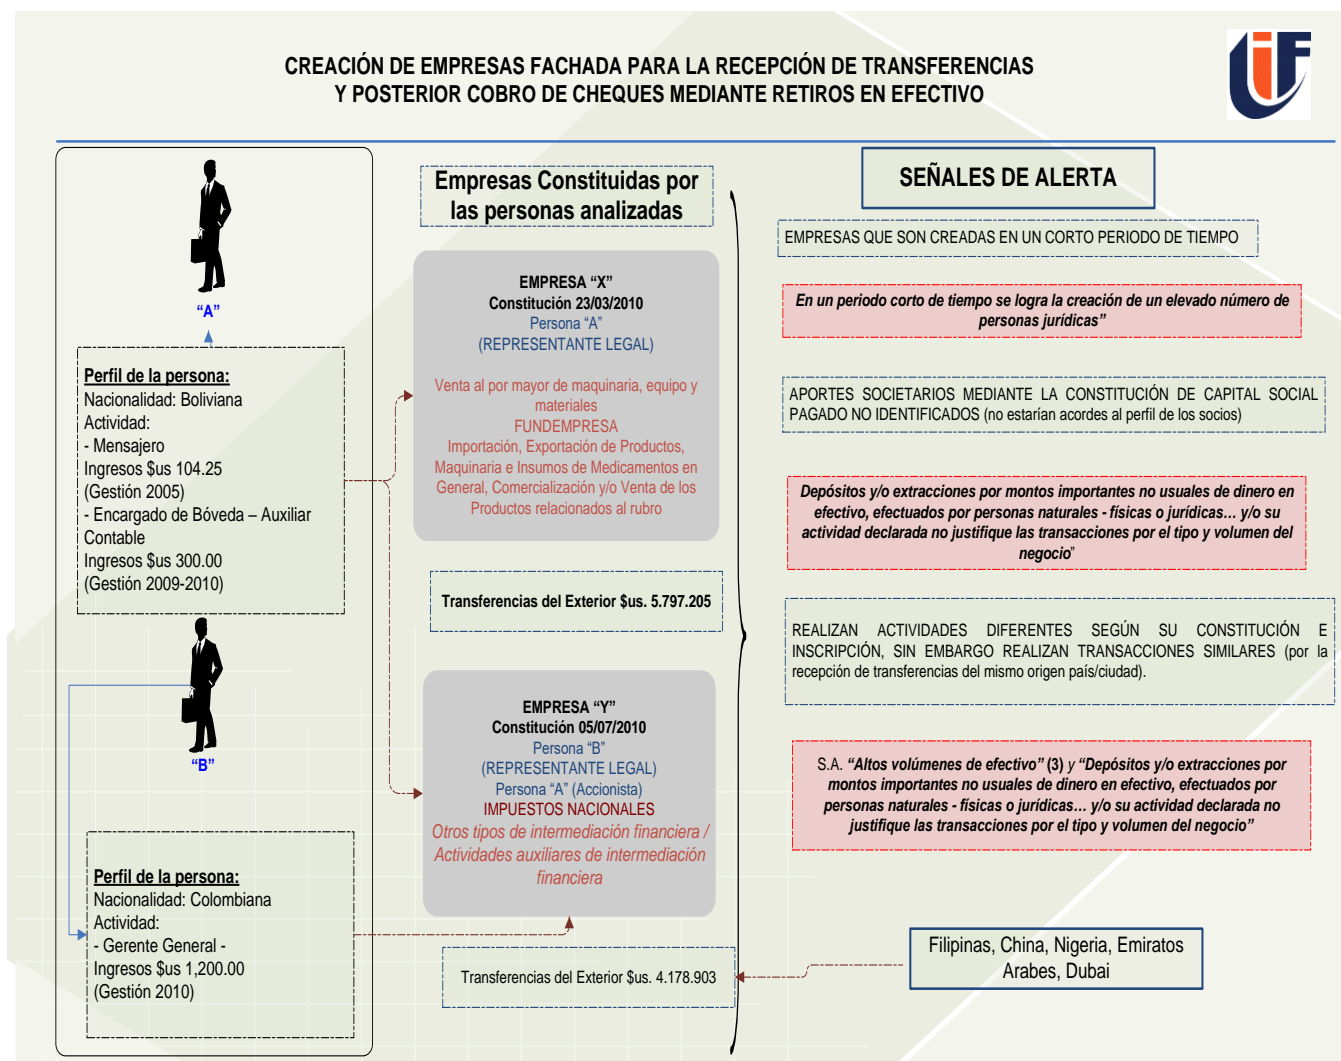 CREACIÓN DE EMPRESAS FACHADA PARA LA RECEPCIÓN DE TRANSFERENCIAS
Y POSTERIOR COBRO DE CHEQUES MEDIANTE RETIROS EN EFECTIVO
UIF
“A”
Perfil de la persona:
Nacionalidad: Boliviana
Actividad:
- Mensajero
Ingresos $us 104.25
(Gestión 2005)
- Encargado de Bóveda – Auxiliar
Contable
Ingresos $us 300.00
(Gestión 2009-2010)
“B”
Perfil de la persona:
Nacionalidad: Colombiana
Actividad:
- Gerente General -
Ingresos $us 1,200.00
(Gestión 2010)
Empresas Constituidas por
las personas analizadas
EMPRESA “X”
Constitución 23/03/2010
Persona “A”
(REPRESENTANTE LEGAL)
Venta al por mayor de maquinaria, equipo y
materiales
FUNDEMPRESA
Importación, Exportación de Productos,
Maquinaria e Insumos de Medicamentos en
General, Comercialización y/o Venta de los
Productos relacionados al rubro
Transferencias del Exterior $us. 5.797.205
EMPRESA “Y”
Constitución 05/07/2010
Persona “B”
(REPRESENTANTE LEGAL)
Persona “A” (Accionista)
IMPUESTOS NACIONALES
Otros tipos de intermediación financiera /
Actividades auxiliares de intermediación
financiera
Transferencias del Exterior $us. 4.178.903
SEÑALES DE ALERTA
EMPRESAS QUE SON CREADAS EN UN CORTO PERIODO DE TIEMPO
En un periodo corto de tiempo se logra la creación de un elevado número de
personas jurídicas”
APORTES SOCIETARIOS MEDIANTE LA CONSTITUCIÓN DE CAPITAL SOCIAL
PAGADO NO IDENTIFICADOS (no estarían acordes al perfil de los socios)
Depósitos y/o extracciones por montos importantes no usuales de dinero en
efectivo, efectuados por personas naturales - físicas o jurídicas... y/o su
actividad declarada no justifique las transacciones por el tipo y volumen del
negocio”
REALIZAN ACTIVIDADES DIFERENTES SEGÚN SU CONSTITUCIÓN E
INSCRIPCIÓN, SIN EMBARGO REALIZAN TRANSACCIONES SIMILARES (por la
recepción de transferencias del mismo origen país/ciudad).
S.A. “Altos volúmenes de efectivo” (3) y “Depósitos y/o extracciones por
montos importantes no usuales de dinero en efectivo, efectuados por
personas naturales - físicas o jurídicas... y/o su actividad declarada no
justifique las transacciones por el tipo y volumen del negocio”
Filipinas, China, Nigeria, Emiratos
Arabes, Dubai